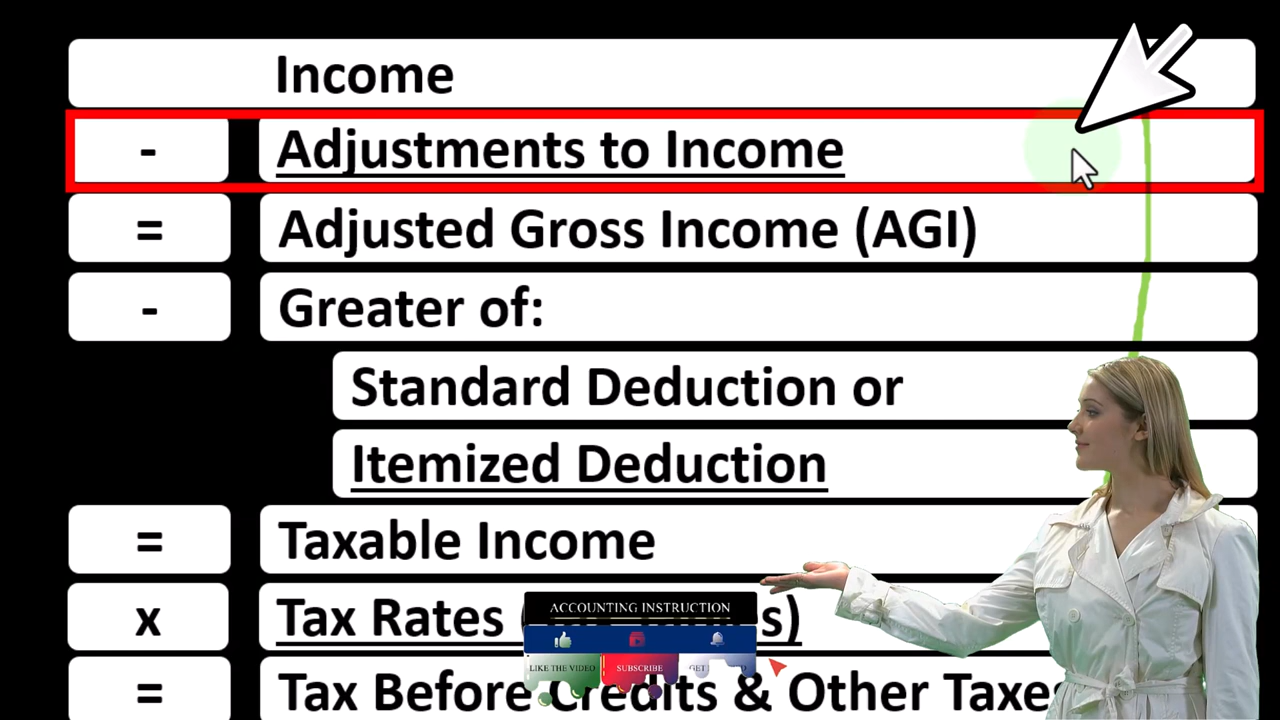 Income
- Adjustments to Income
= Adjusted Gross Income (AGI)
- Greater of:
Standard Deduction or
Itemized Deduction
= Taxable Income
x Tax Rates
= Tax Before Credits & Other Taxes
ACCOUNTING INSTRUCTION
LIKE THE VIDEO SUBSCRIBE GET